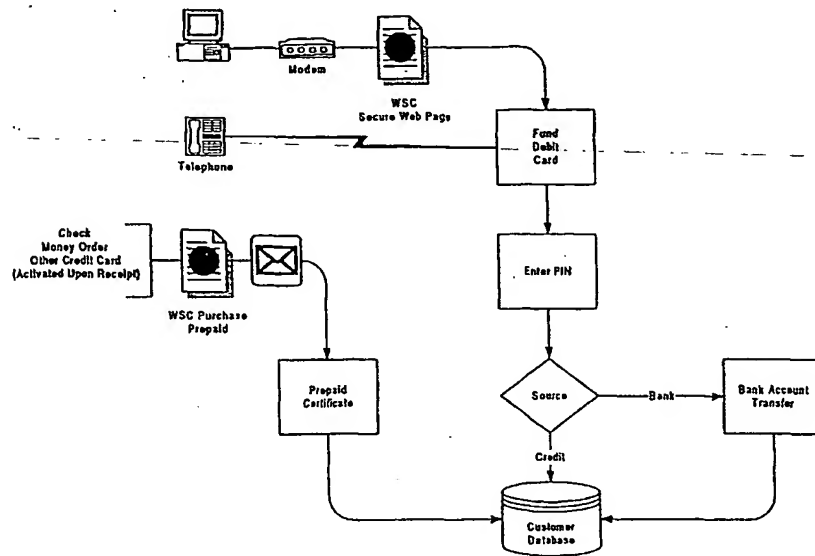 Modem
WSC
Secure Web Page
Fund
Debit
Card
Telephone
Check
Money Order
Other Credit Card
(Activated Upon Receipt)
WSC Purchase
Prepaid
Enter PIN
Prepaid
Certificate
Source
Bank
Bank Account
Transfer
Credit
Customer
Database